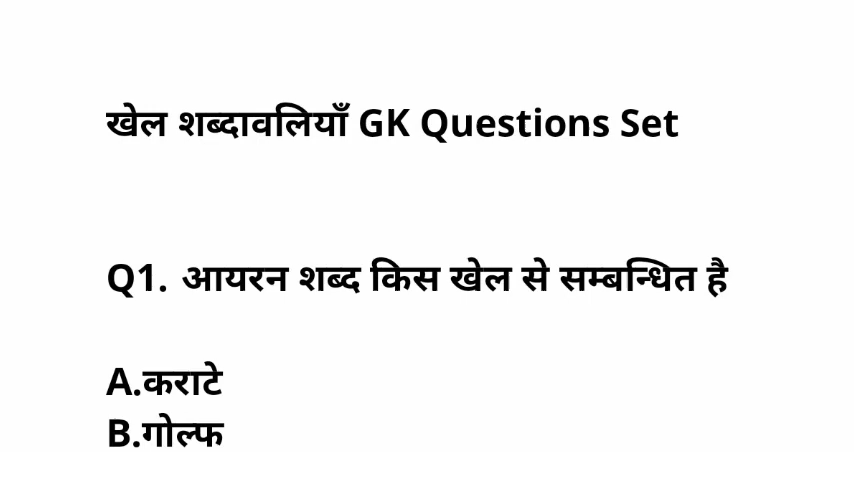 खेल शब्दावलियाँ GK Questions Set
Q1. आयरन शब्द किस खेल से सम्बन्धित है
A.कराटे
B.गोल्फ